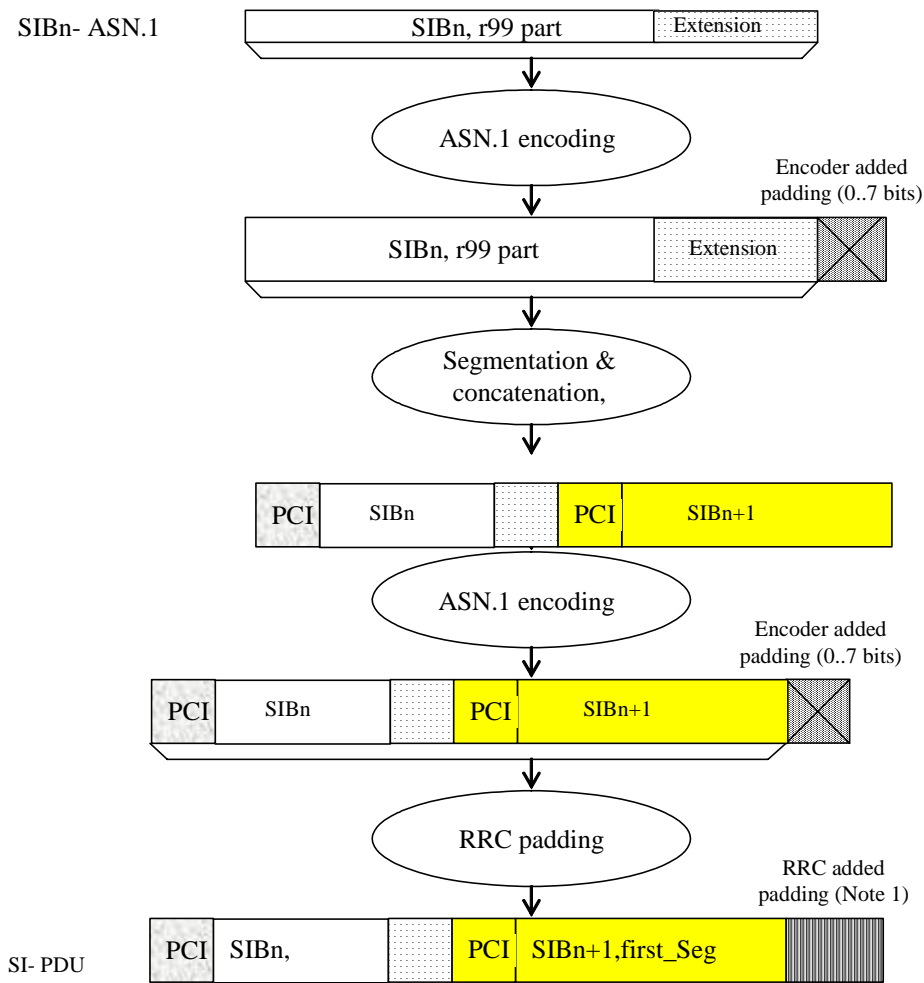 SIBn- ASN.1
SIBn, r99 part
Extension
ASN.1 encoding
Encoder added
padding (0..7 bits)
SIBn, r99 part
Extension
Segmentation &
concatenation,
PCI
SIBn
PCI
SIBn+1
ASN.1 encoding
Encoder added
padding (0..7 bits)
PCI
SIBn
PCI
SIBn+1
RRC padding
RRC added
padding (Note 1)
SI- PDU
PCI
SIBn,
PCI
SIBn+1,first_Seg